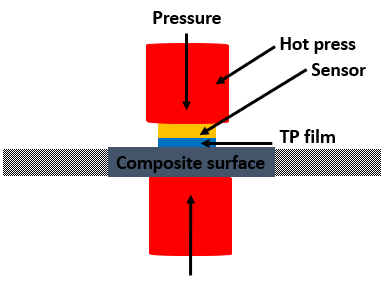 Pressure
Hot press
Sensor
TP film
Composite surface